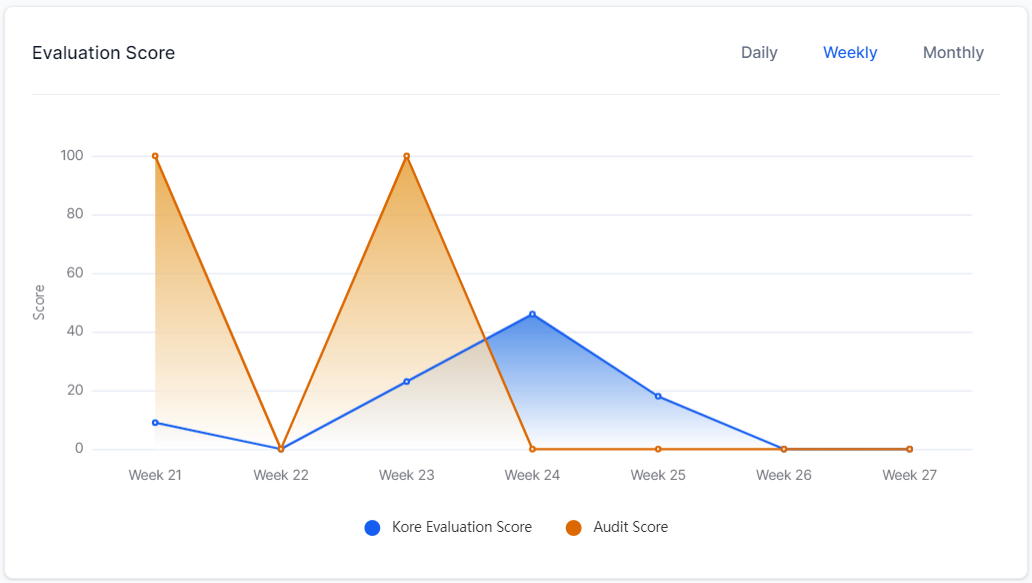 Evaluation Score
Daily Weekly Monthly
100
80
60
40
20
0
Score
Week 21 Week 22 Week 23 Week 24 Week 25 Week 26 Week 27
Kore Evaluation Score Audit Score